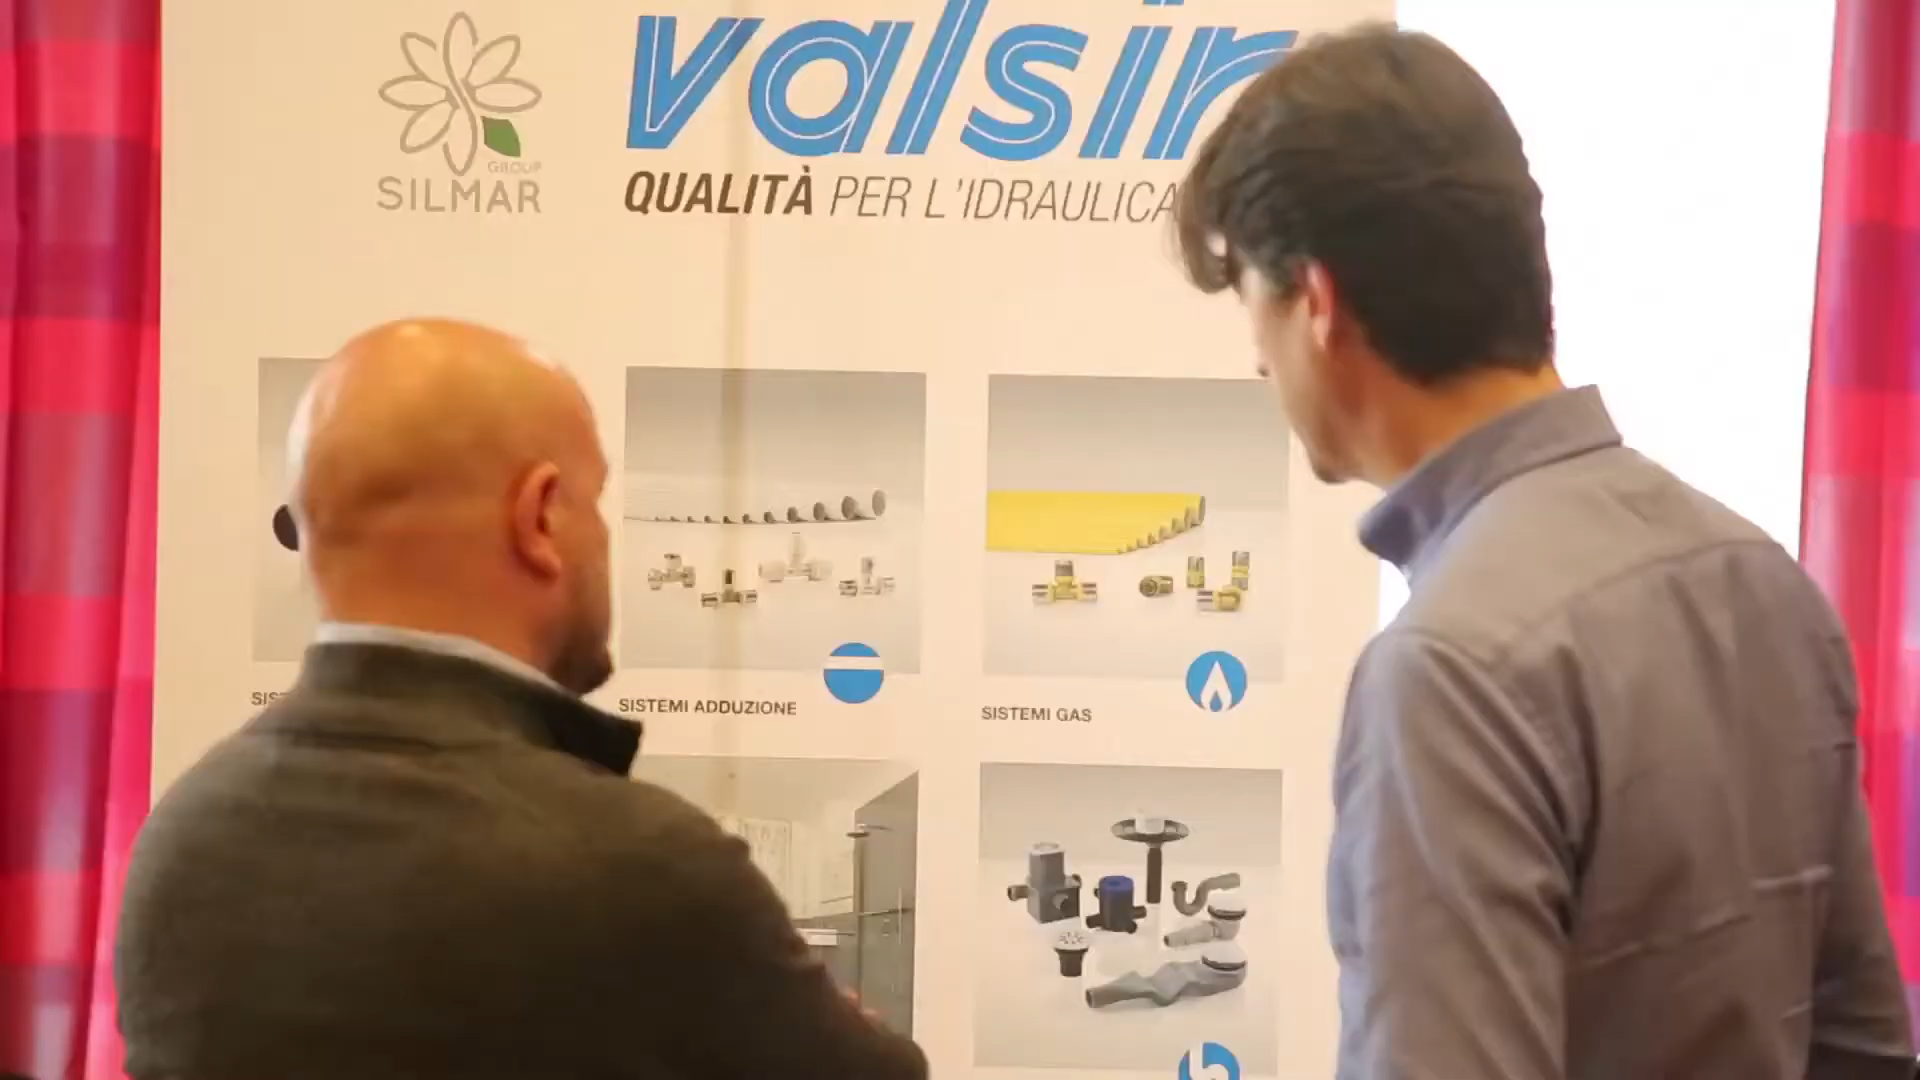 valsir
GROUP
SILMAR
QUALITÀ PER L'IDRAULICA
SISTEMI ADDUZIONE
SISTEMI GAS